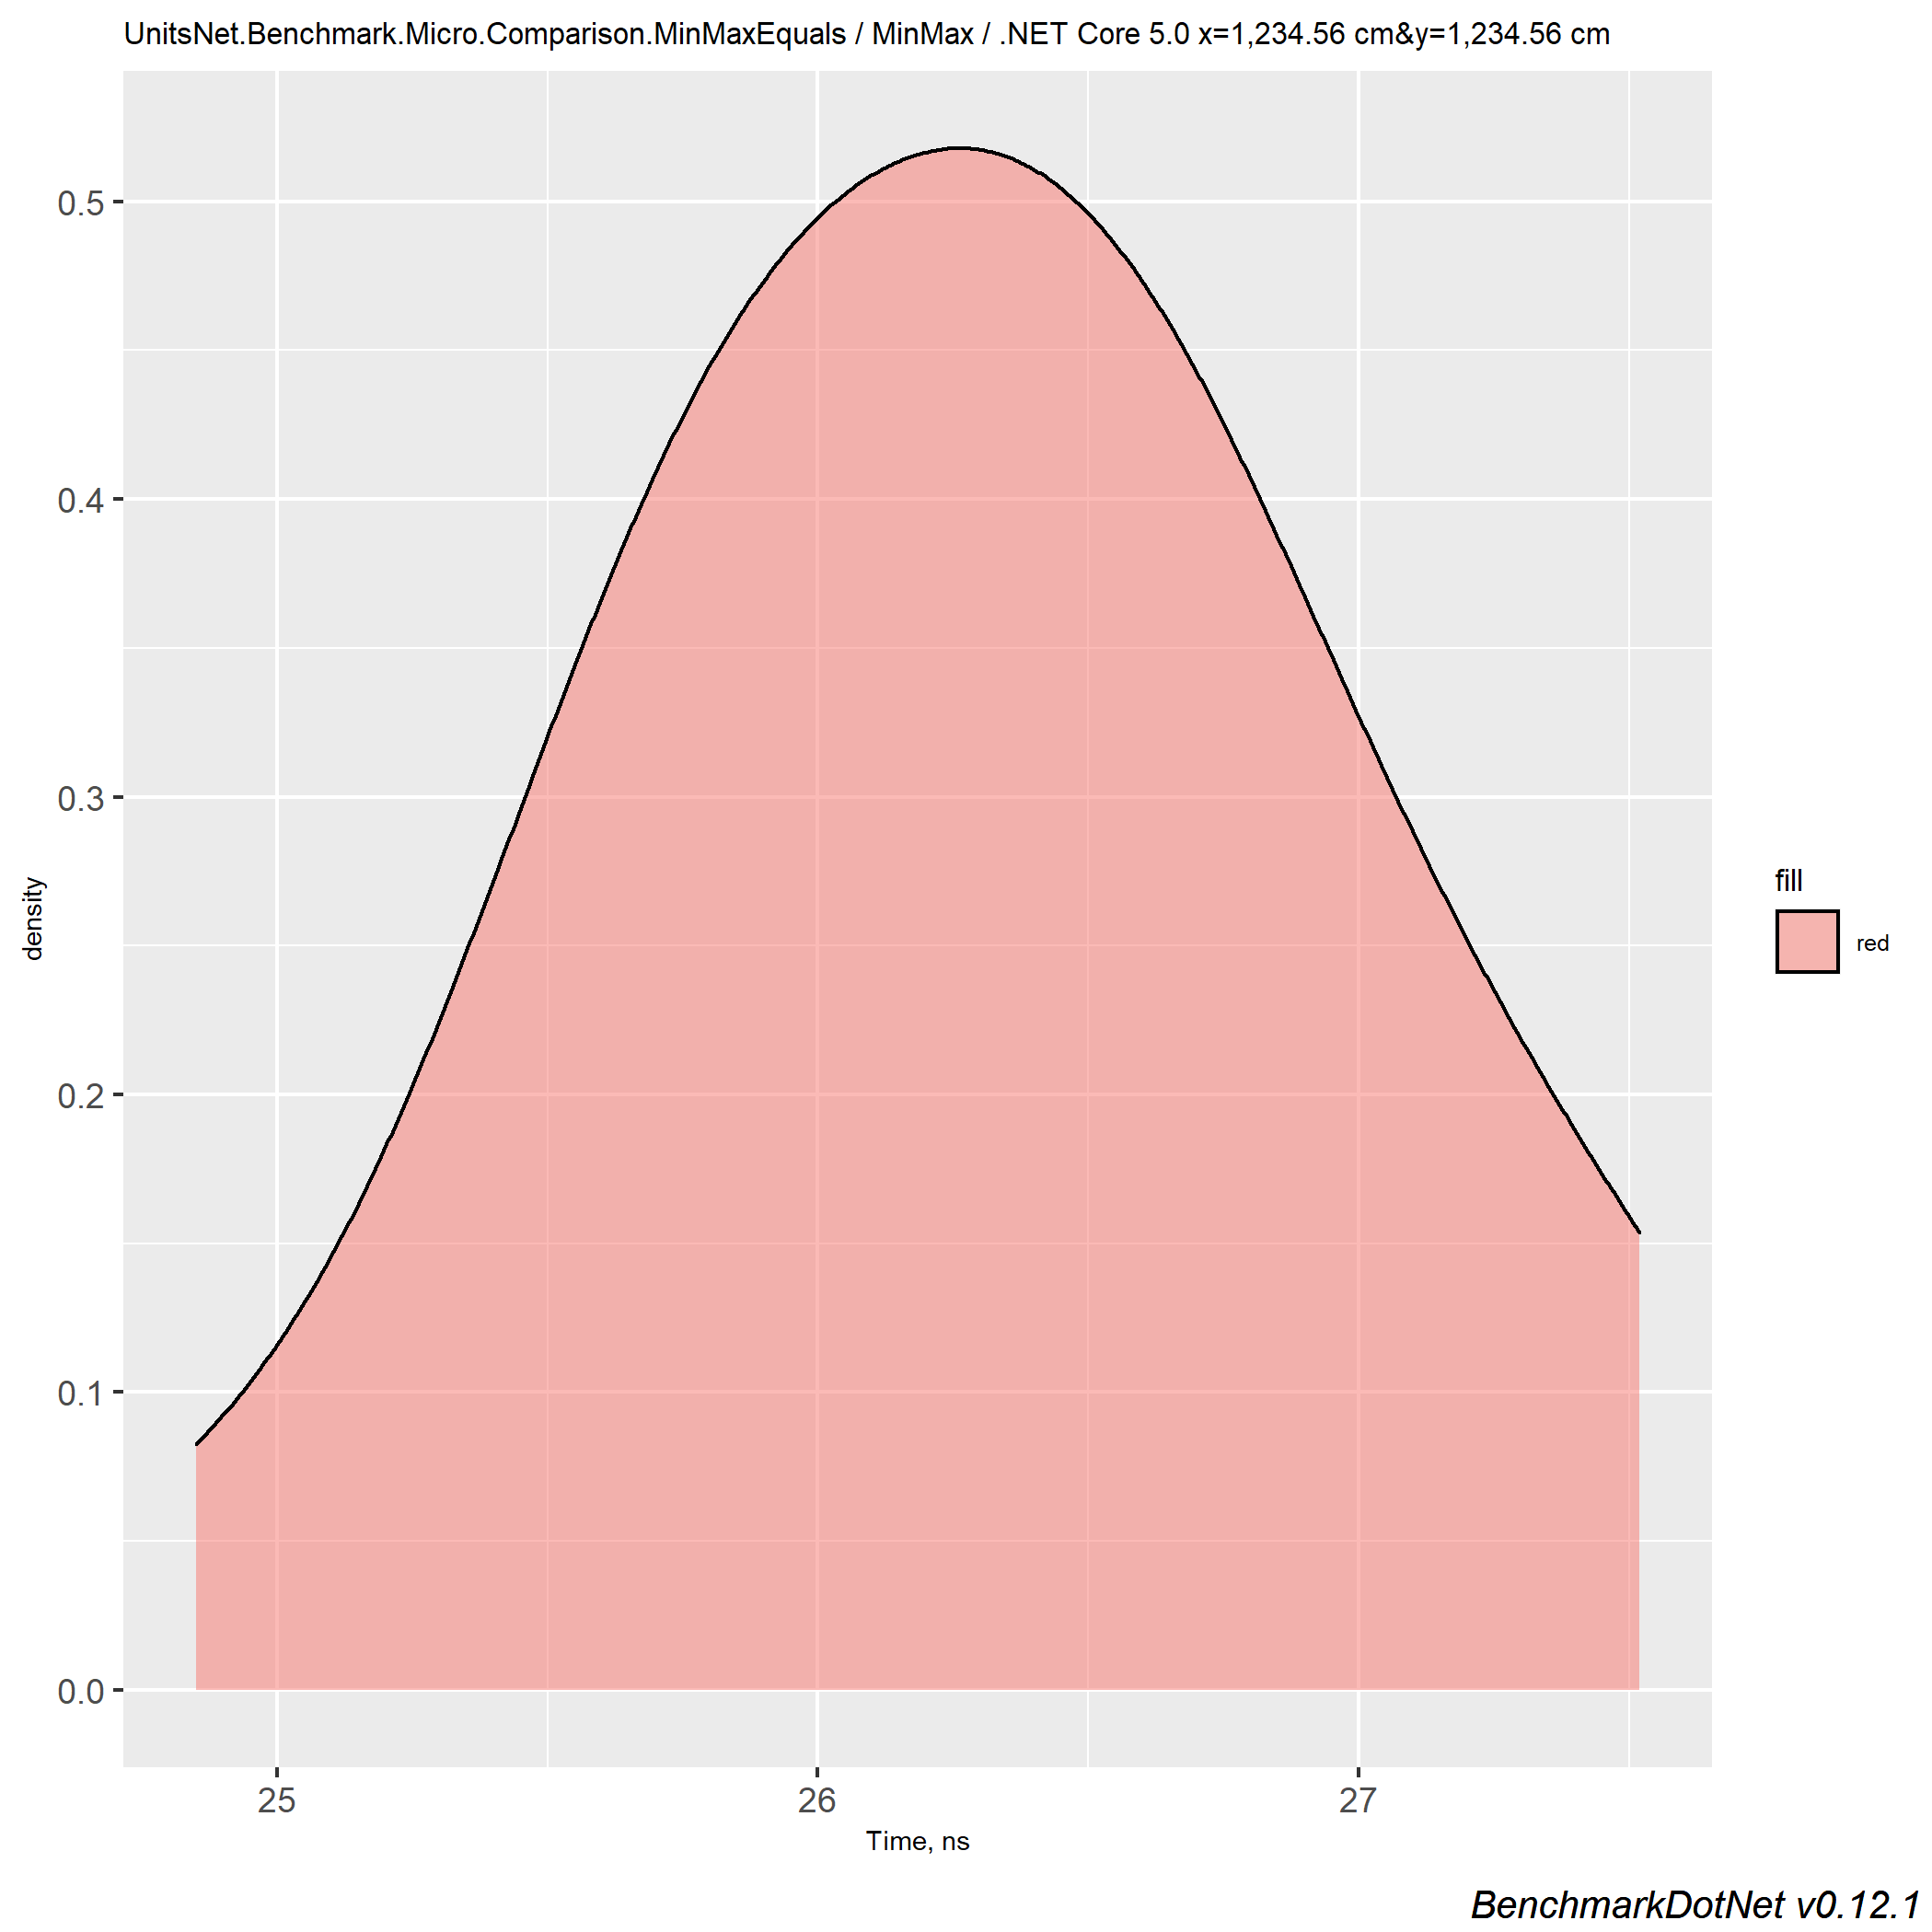 UnitsNet.Benchmark.Micro.Comparison.MinMaxEquals / MinMax / .NET Core 5.0 x=1,234.56 cm&y=1,234.56 cm
0.5
0.4
0.3
0.2
0.1
0.0
density
25
26
27
Time, ns
fill
red
BenchmarkDotNet v0.12.1